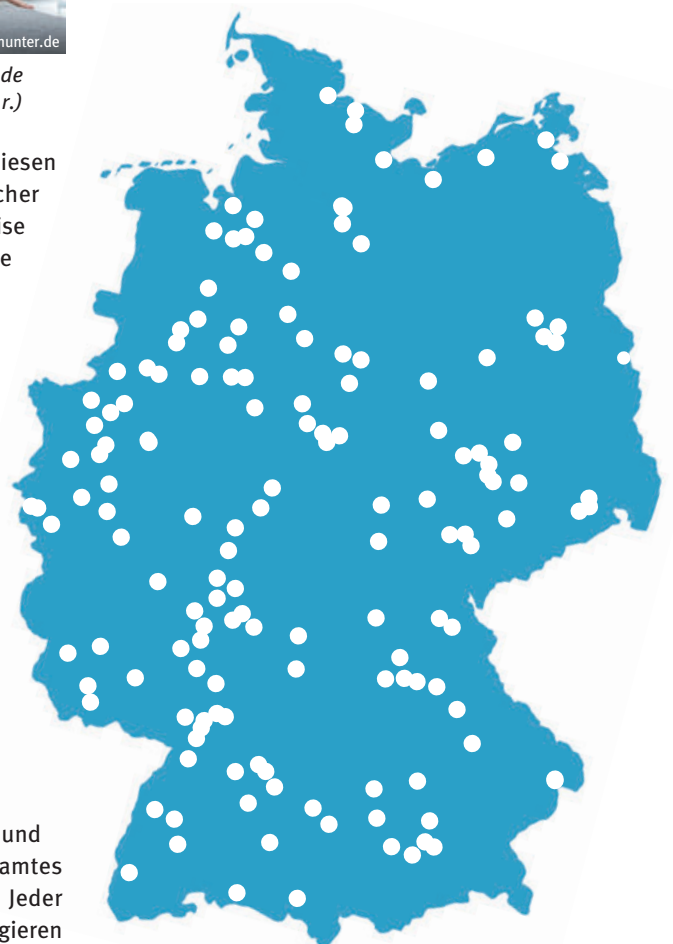 hunter.de
de
r.)
iesen
cher
ise
e
und
amtes
Jeder
gieren